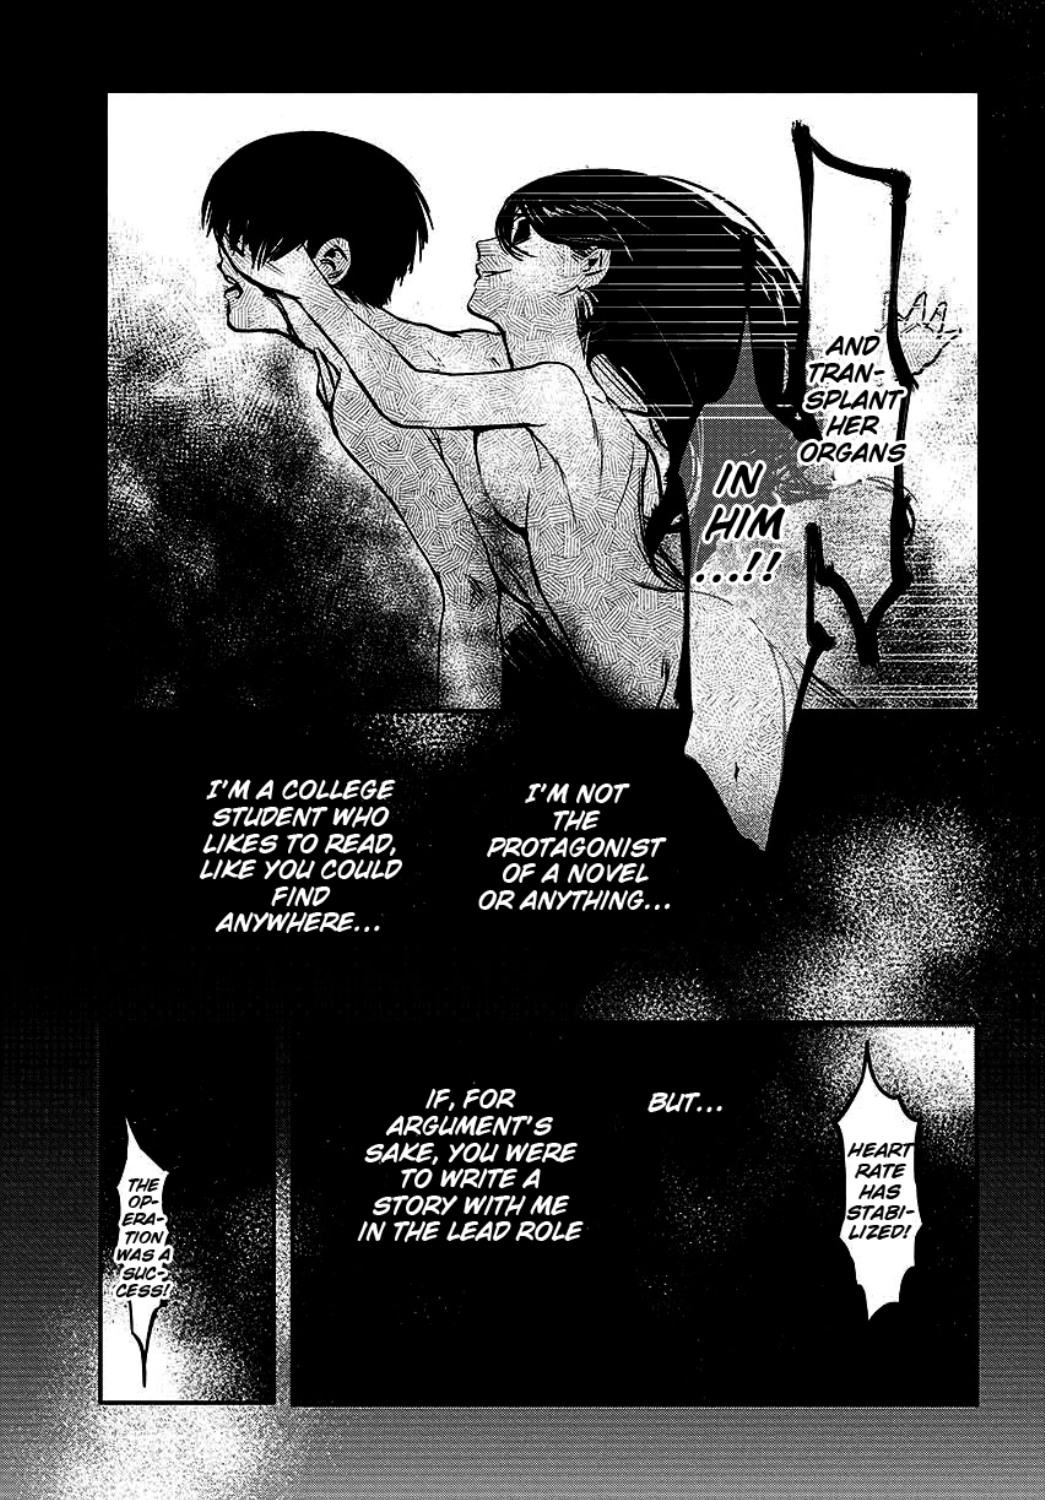 AND
TRAN-
SPLANT
HER
ORGANS
IN
HIM
...!!
I'M NOT
THE
PROTAGONIST
OF A NOVEL
OR ANYTHING...
I'M A COLLEGE
STUDENT WHO
LIKES TO READ,
LIKE YOU COULD
FIND
ANYWHERE...
HEART
RATE
HAS
STABI-
LIZED!
BUT...
IF, FOR
ARGUMENT'S
SAKE, YOU WERE
TO WRITE A
STORY WITH ME
IN THE LEAD ROLE
THE
OP-
ERA-
TION
WAS A
SUC-
CESS!